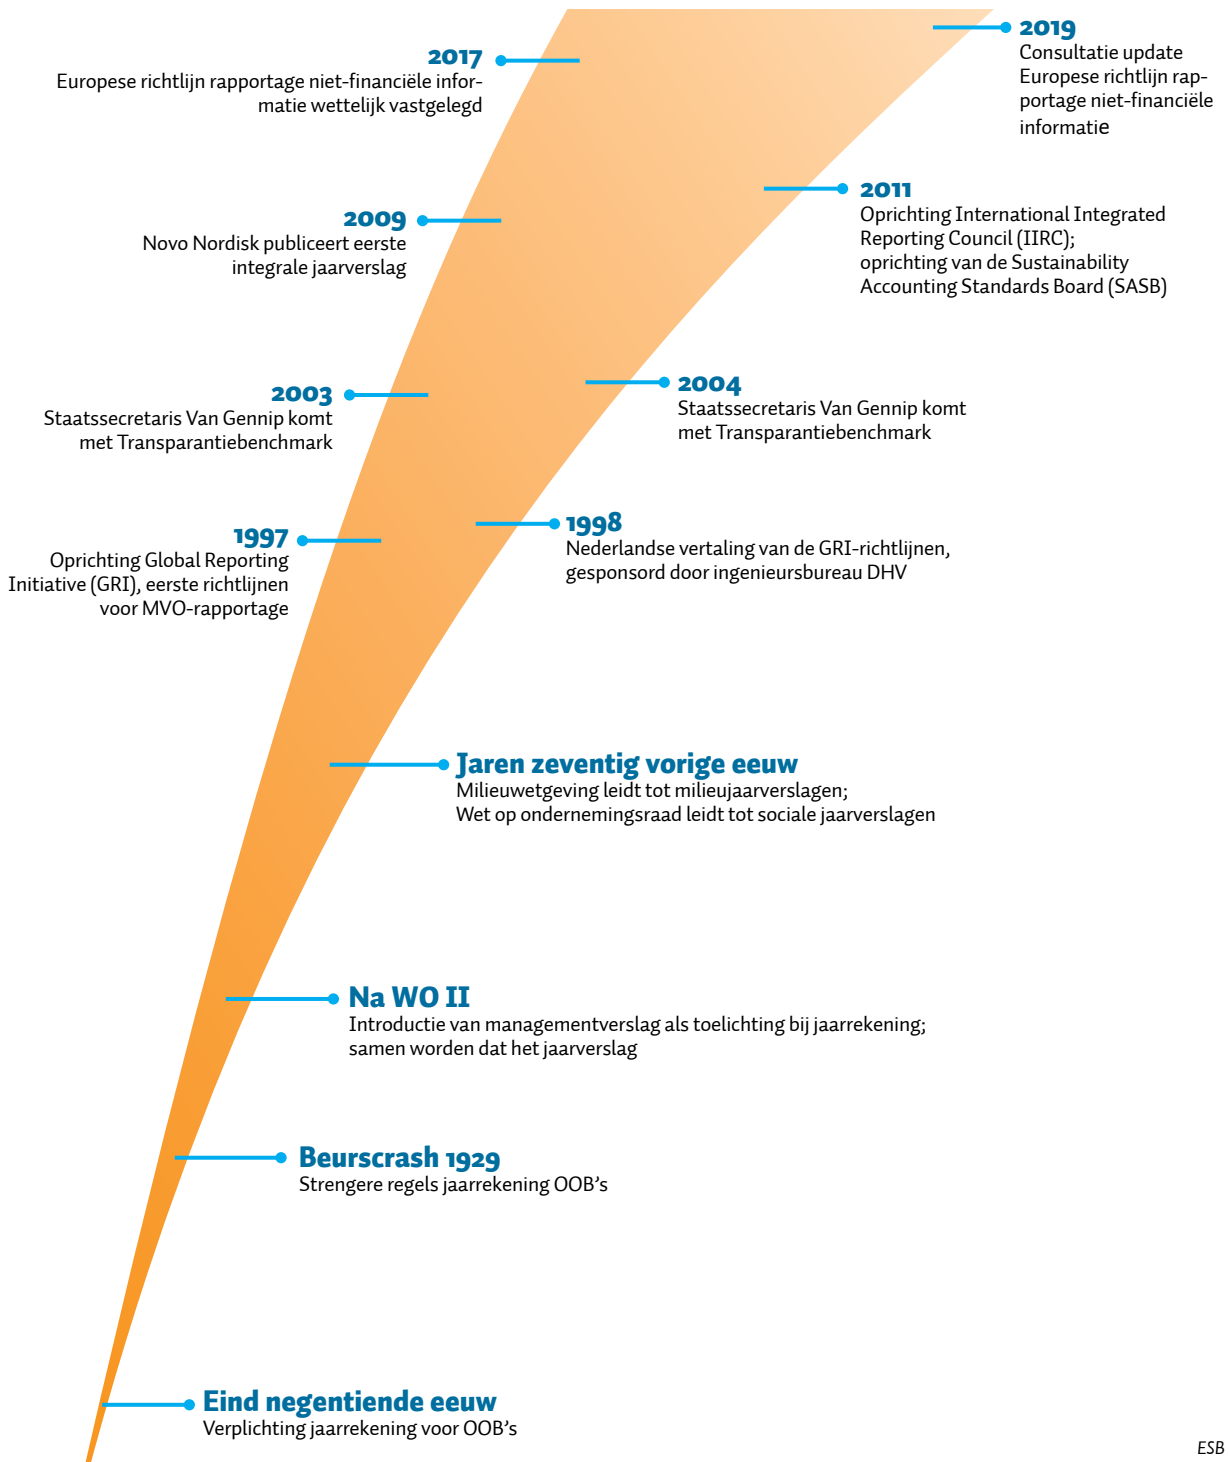 2019
Consultatie update
Europese richtlijn rap-
portage niet-financiële
informatie
2017
Europese richtlijn rapportage niet-financiële infor-
matie wettelijk vastgelegd
2011
Oprichting International Integrated
Reporting Council (IIRC);
oprichting van de Sustainability
Accounting Standards Board (SASB)
2009
Novo Nordisk publiceert eerste
integrale jaarverslag
2004
Staatssecretaris Van Gennip komt
met Transparantiebenchmark
2003
Staatssecretaris Van Gennip komt
met Transparantiebenchmark
1998
Nederlandse vertaling van de GRI-richtlijnen,
gesponsord door ingenieursbureau DHV
1997
Oprichting Global Reporting
Initiative (GRI), eerste richtlijnen
voor MVO-rapportage
Jaren zeventig vorige eeuw
Milieuwetgeving leidt tot milieujaarverslagen;
Wet op ondernemingsraad leidt tot sociale jaarverslagen
Na WO II
Introductie van managementverslag als toelichting bij jaarrekening;
samen worden dat het jaarverslag
Beurscrash 1929
Strengere regels jaarrekening OOB's
Eind negentiende eeuw
Verplichting jaarrekening voor OOB's
ESB